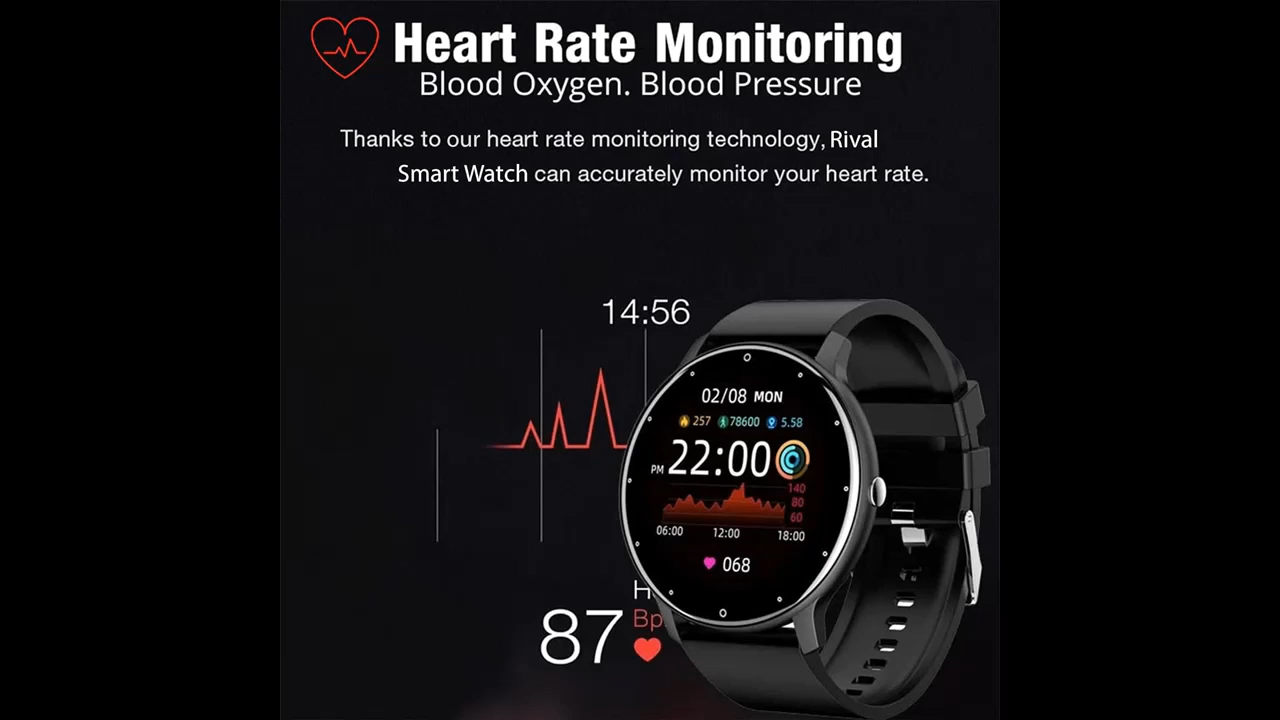 Heart Rate Monitoring
Blood Oxygen. Blood Pressure
Thanks to our heart rate monitoring technology, Rival
Smart Watch can accurately monitor your heart rate.
14:56
02/08 MON
257 78600 5.58
PM 22:00
140
80
60
06:00 12:00 18:00
068
87